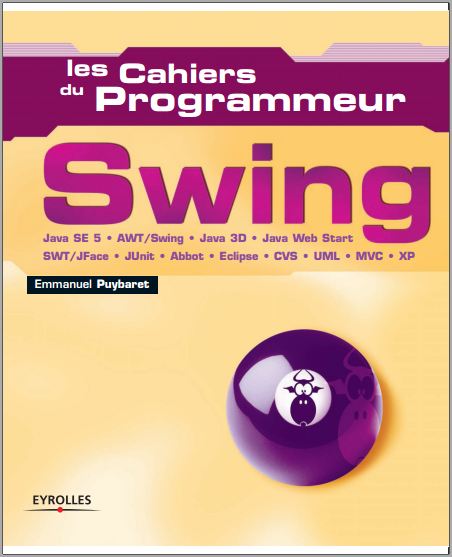 les Cahiers
du Programmeur
Swing
Java SE 5 • AWT/Swing • Java 3D • Java Web Start
SWT/JFace • JUnit • Abbot • Eclipse • CVS • UML • MVC • XP
Emmanuel Puybaret
EYROLLES